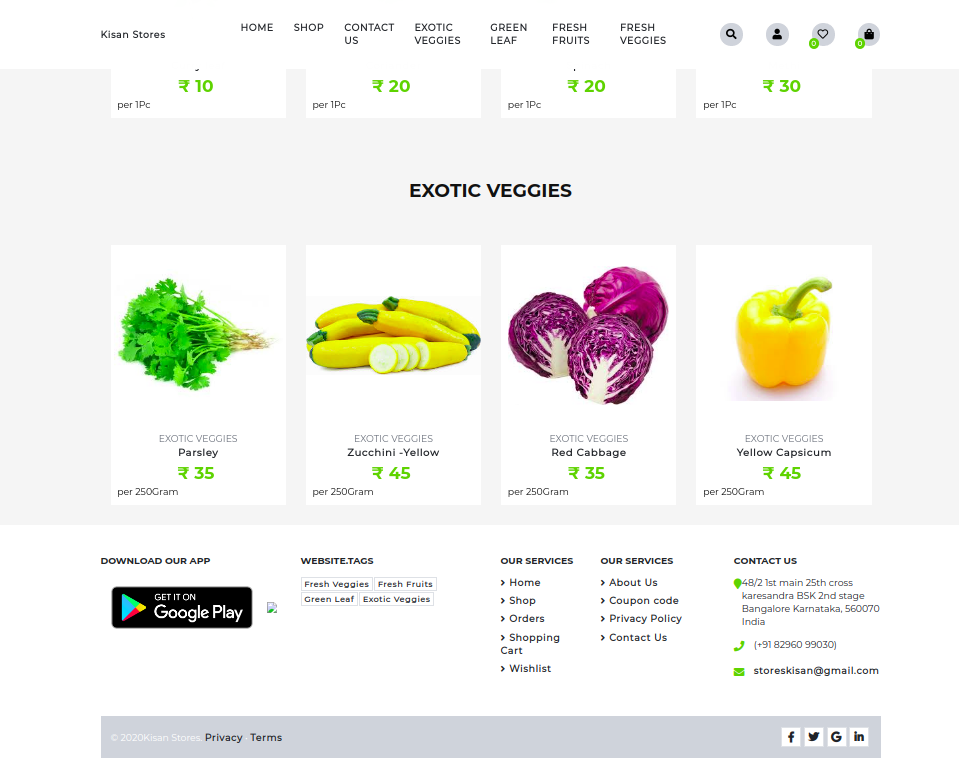 Kisan Stores
HOME
SHOP
CONTACT
US
EXOTIC
VEGGIES
GREEN
LEAF
FRESH
FRUITS
FRESH
VEGGIES
0
0
₹ 10
per 1Pc
₹ 20
per 1Pc
₹ 20
per 1Pc
₹ 30
per 1Pc
EXOTIC VEGGIES
EXOTIC VEGGIES
Parsley
₹ 35
per 250Gram
EXOTIC VEGGIES
Zucchini -Yellow
₹ 45
per 250Gram
EXOTIC VEGGIES
Red Cabbage
₹ 35
per 250Gram
EXOTIC VEGGIES
Yellow Capsicum
₹ 45
per 250Gram
DOWNLOAD OUR APP
GET IT ON
Google Play
WEBSITE.TAGS
Fresh Veggies Fresh Fruits
Green Leaf Exotic Veggies
OUR SERVICES
Home
Shop
Orders
Shopping
Cart
Wishlist
OUR SERVICES
About Us
Coupon code
Privacy Policy
Contact Us
CONTACT US
48/2 1st main 25th cross
karesandra BSK 2nd stage
Bangalore Karnataka, 560070
India
(+91 82960 99030)
storeskisan@gmail.com
© 2020Kisan Stores. Privacy . Terms